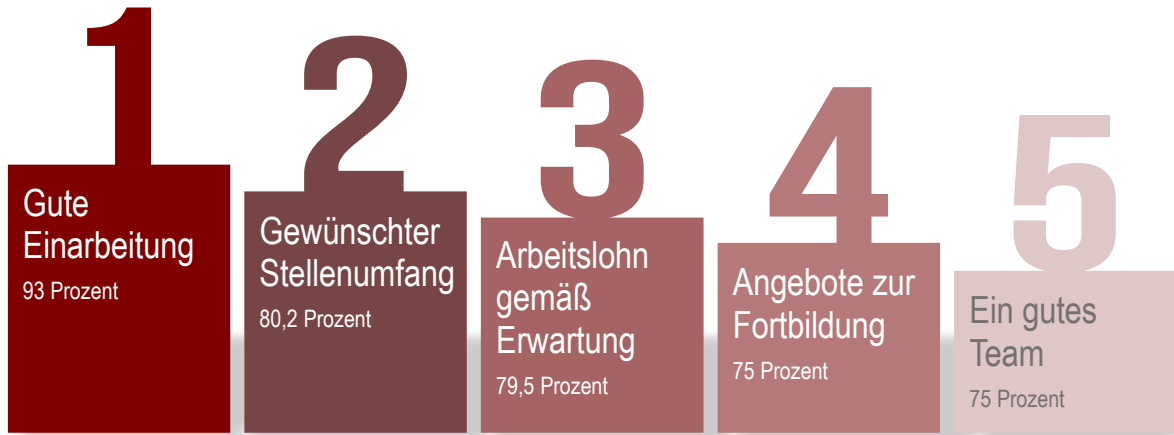 1
Gute
Einarbeitung
93 Prozent
2
Gewünschter
Stellenumfang
80,2 Prozent
3
Arbeitslohn
gemäß
Erwartung
79,5 Prozent
4
Angebote zur
Fortbildung
75 Prozent
5
Ein gutes
Team
75 Prozent